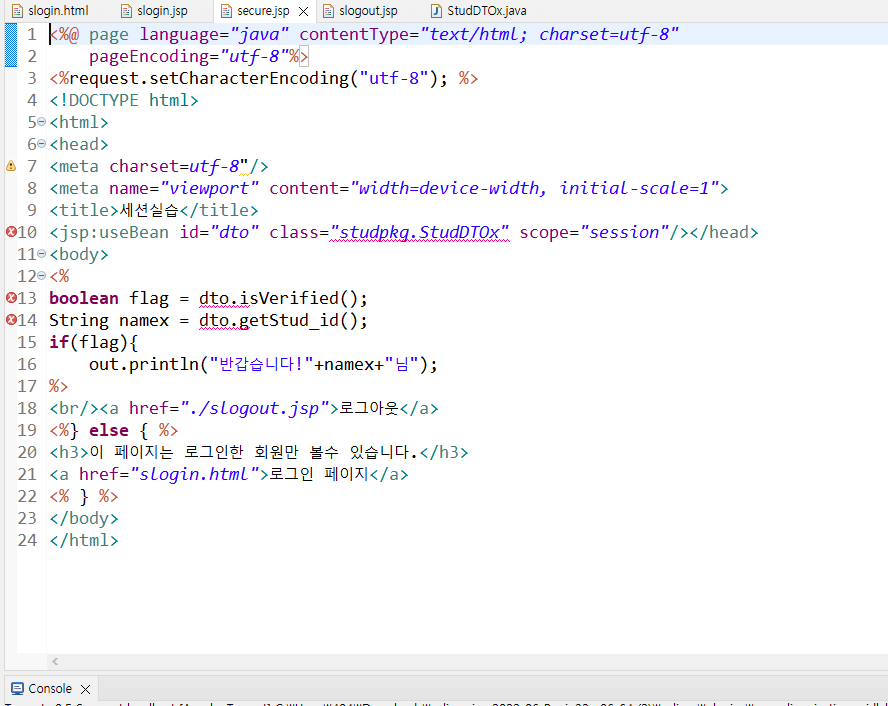 slogin.html slogin.jsp secure.jsp slogout.jsp StudDTOx.java
1 <%@ page language="java" contentType="text/html; charset=utf-8"
2 pageEncoding="utf-8"%>
3 <%request.setCharacterEncoding("utf-8"); %>
4 <!DOCTYPE html>
5 <html>
6 <head>
7 <meta charset=utf-8"/>
8 <meta name="viewport" content="width=device-width, initial-scale=1">
9 <title>세션실습</title>
10 <jsp:useBean id="dto" class="studpkg.StudDTOx" scope="session"/></head>
11 <body>
12 <%
13 boolean flag = dto.isVerified();
14 String namex = dto.getStud_id();
15 if(flag){
16 out.println("반갑습니다!"+namex+"님");
17 %>
18 <br/><a href="./slogout.jsp">로그아웃</a>
19 <%} else { %>
20 <h3>이 페이지는 로그인한 회원만 볼수 있습니다.</h3>
21 <a href="slogin.html">로그인 페이지</a>
22 <% } %>
23 </body>
24 </html>
Console